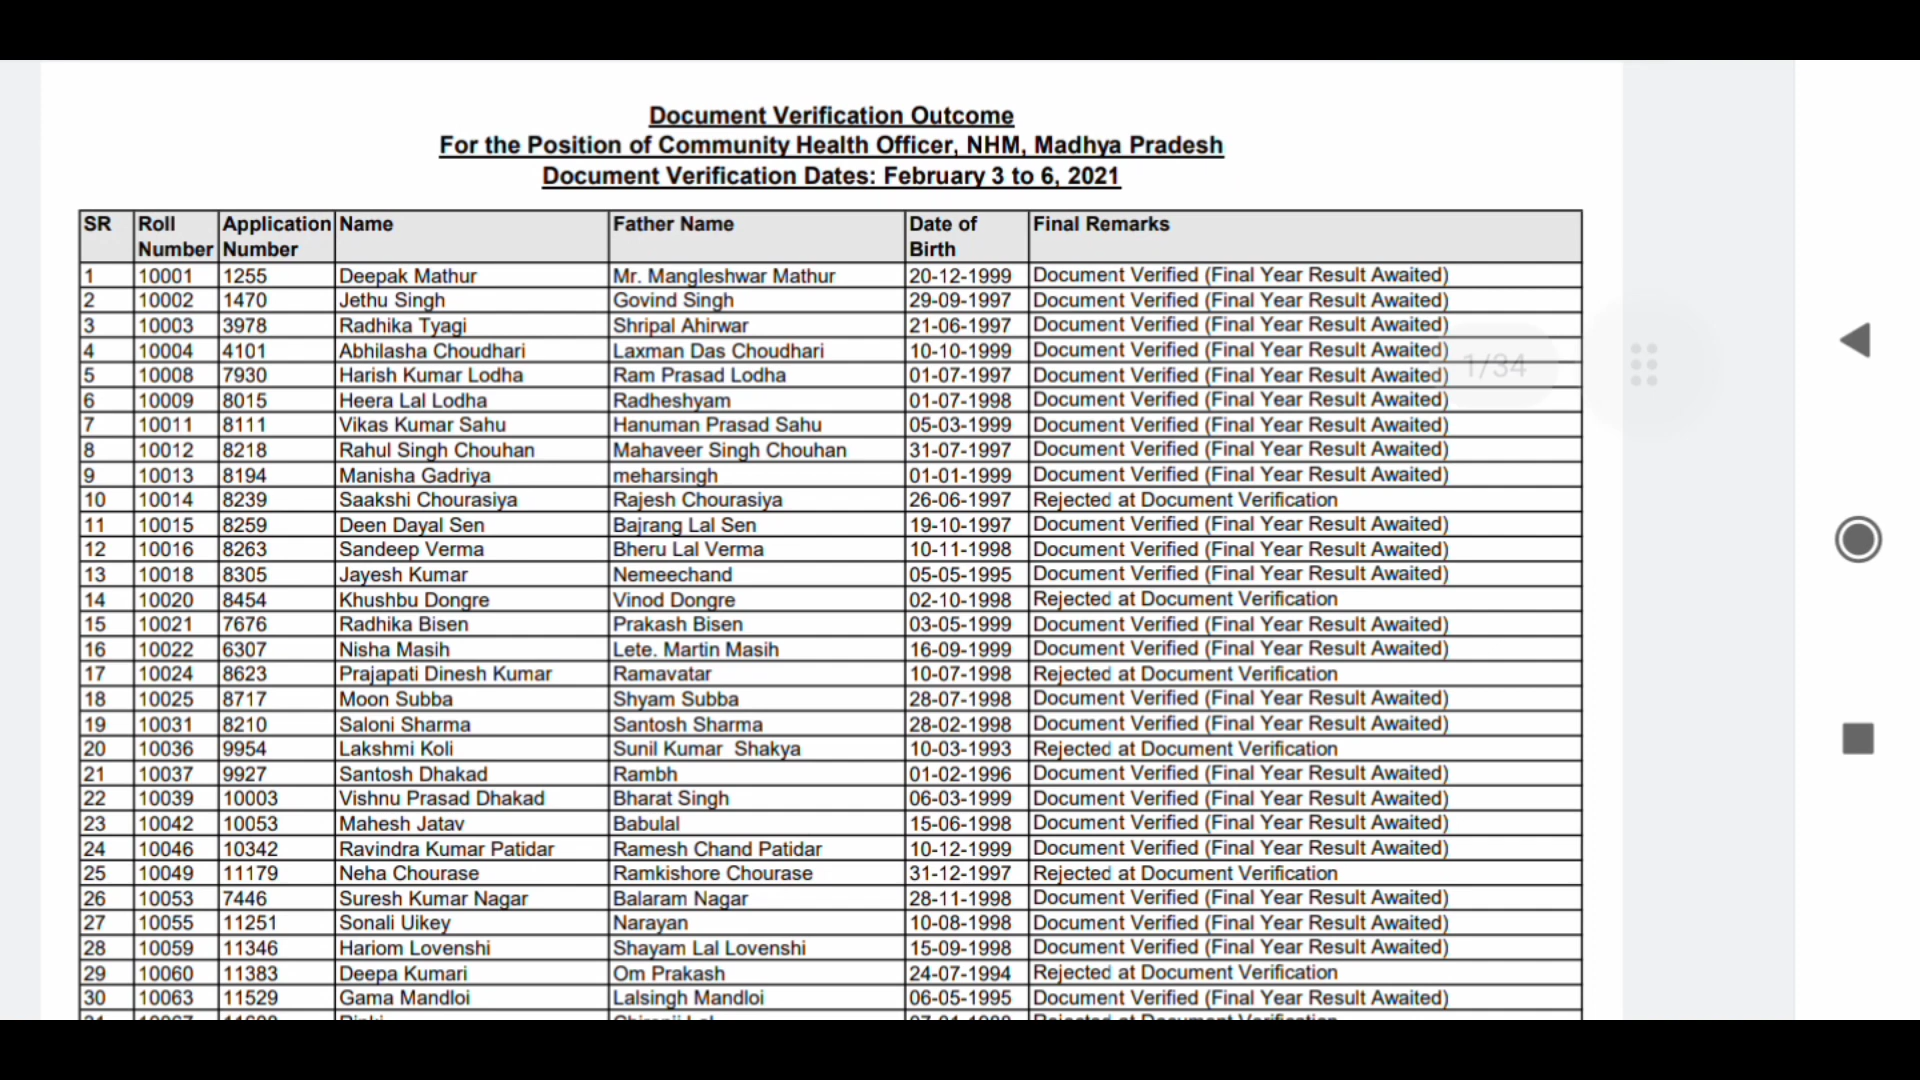 Document Verification Outcome
For the Position of Community Health Officer, NHM, Madhya Pradesh
Document Verification Dates: February 3 to 6, 2021
SR Roll Number Application Number Name Father Name Date of Birth Final Remarks
1 10001 1255 Deepak Mathur Mr. Mangleshwar Mathur 20-12-1999 Document Verified (Final Year Result Awaited)
2 10002 1470 Jethu Singh Govind Singh 29-09-1997 Document Verified (Final Year Result Awaited)
3 10003 3978 Radhika Tyagi Shripal Ahirwar 21-06-1997 Document Verified (Final Year Result Awaited)
4 10004 4101 Abhilasha Choudhari Laxman Das Choudhari 10-10-1999 Document Verified (Final Year Result Awaited)
5 10008 7930 Harish Kumar Lodha Ram Prasad Lodha 01-07-1997 Document Verified (Final Year Result Awaited) 1/34
6 10009 8015 Heera Lal Lodha Radheshyam 01-07-1998 Document Verified (Final Year Result Awaited)
7 10011 8111 Vikas Kumar Sahu Hanuman Prasad Sahu 05-03-1999 Document Verified (Final Year Result Awaited)
8 10012 8218 Rahul Singh Chouhan Mahaveer Singh Chouhan 31-07-1997 Document Verified (Final Year Result Awaited)
9 10013 8194 Manisha Gadriya meharsingh 01-01-1999 Document Verified (Final Year Result Awaited)
10 10014 8239 Saakshi Chourasiya Rajesh Chourasiya 26-06-1997 Rejected at Document Verification
11 10015 8259 Deen Dayal Sen Bajrang Lal Sen 19-10-1997 Document Verified (Final Year Result Awaited)
12 10016 8263 Sandeep Verma Bheru Lal Verma 10-11-1998 Document Verified (Final Year Result Awaited)
13 10018 8305 Jayesh Kumar Nemeechand 05-05-1995 Document Verified (Final Year Result Awaited)
14 10020 8454 Khushbu Dongre Vinod Dongre 02-10-1998 Rejected at Document Verification
15 10021 7676 Radhika Bisen Prakash Bisen 03-05-1999 Document Verified (Final Year Result Awaited)
16 10022 6307 Nisha Masih Lete. Martin Masih 16-09-1999 Document Verified (Final Year Result Awaited)
17 10024 8623 Prajapati Dinesh Kumar Ramavatar 10-07-1998 Rejected at Document Verification
18 10025 8717 Moon Subba Shyam Subba 28-07-1998 Document Verified (Final Year Result Awaited)
19 10031 8210 Saloni Sharma Santosh Sharma 28-02-1998 Document Verified (Final Year Result Awaited)
20 10036 9954 Lakshmi Koli Sunil Kumar  Shakya 10-03-1993 Rejected at Document Verification
21 10037 9927 Santosh Dhakad Rambh 01-02-1996 Document Verified (Final Year Result Awaited)
22 10039 10003 Vishnu Prasad Dhakad Bharat Singh 06-03-1999 Document Verified (Final Year Result Awaited)
23 10042 10053 Mahesh Jatav Babulal 15-06-1998 Document Verified (Final Year Result Awaited)
24 10046 10342 Ravindra Kumar Patidar Ramesh Chand Patidar 10-12-1999 Document Verified (Final Year Result Awaited)
25 10049 11179 Neha Chourase Ramkishore Chourase 31-12-1997 Rejected at Document Verification
26 10053 7446 Suresh Kumar Nagar Balaram Nagar 28-11-1998 Document Verified (Final Year Result Awaited)
27 10055 11251 Sonali Uikey Narayan 10-08-1998 Document Verified (Final Year Result Awaited)
28 10059 11346 Hariom Lovenshi Shayam Lal Lovenshi 15-09-1998 Document Verified (Final Year Result Awaited)
29 10060 11383 Deepa Kumari Om Prakash 24-07-1994 Rejected at Document Verification
30 10063 11529 Gama Mandloi Lalsingh Mandloi 06-05-1995 Document Verified (Final Year Result Awaited)